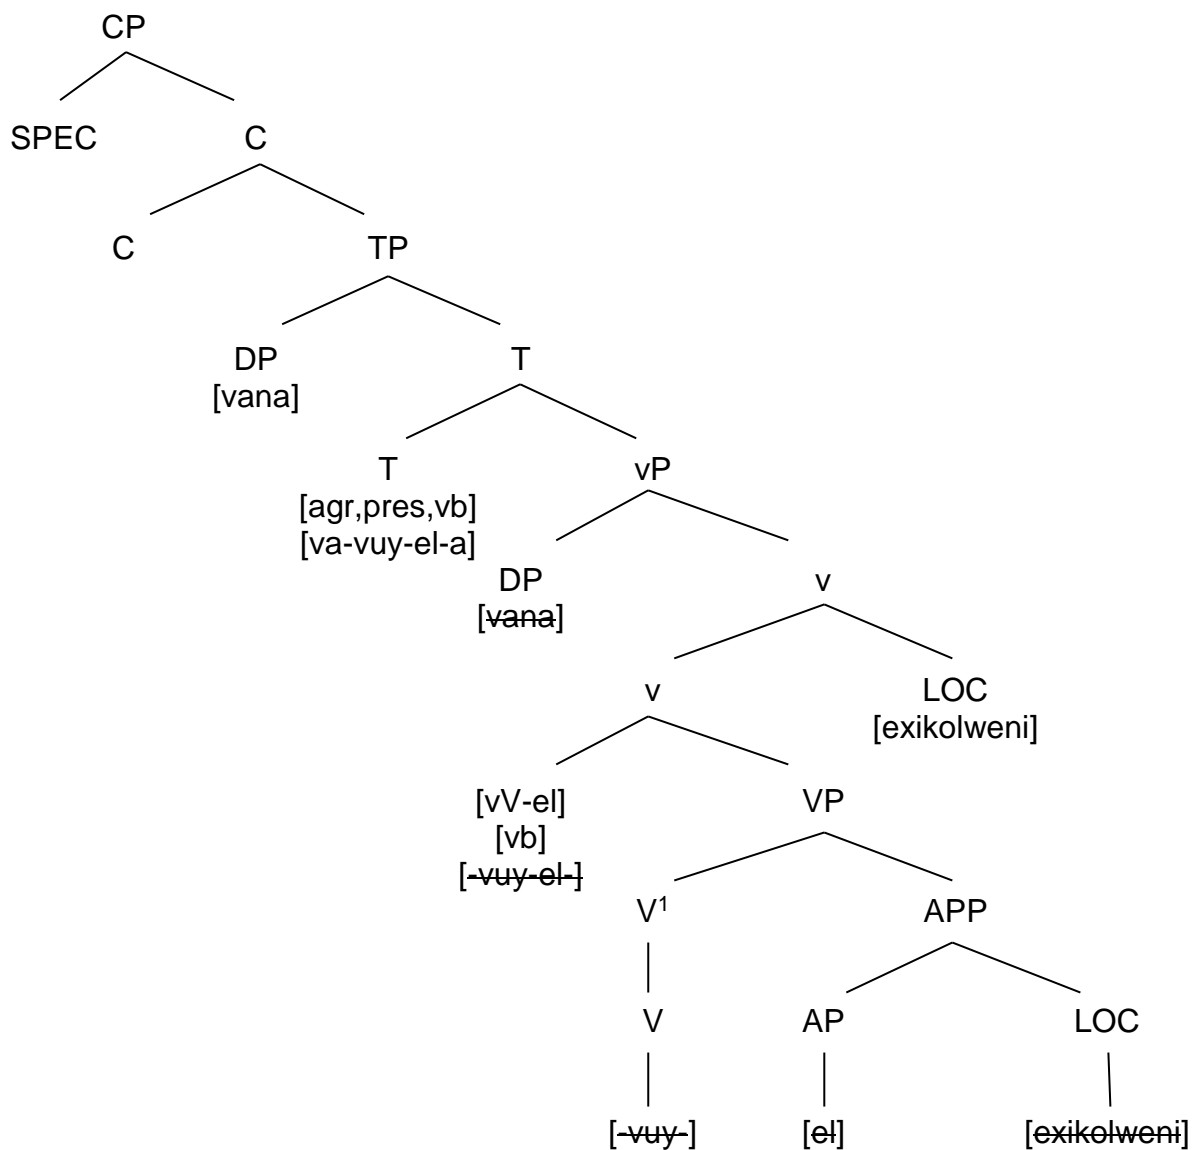 CP
SPEC C
C TP
DP T
[vana]
T vP
[agr,pres,vb]
[va-vuy-el-a]
DP v
[vana]
v LOC
[exikolweni]
[vV-el] VP
[vb]
[-vuy-el-]
V¹ APP
V AP LOC
[-vuy-] [el] [exikolweni]